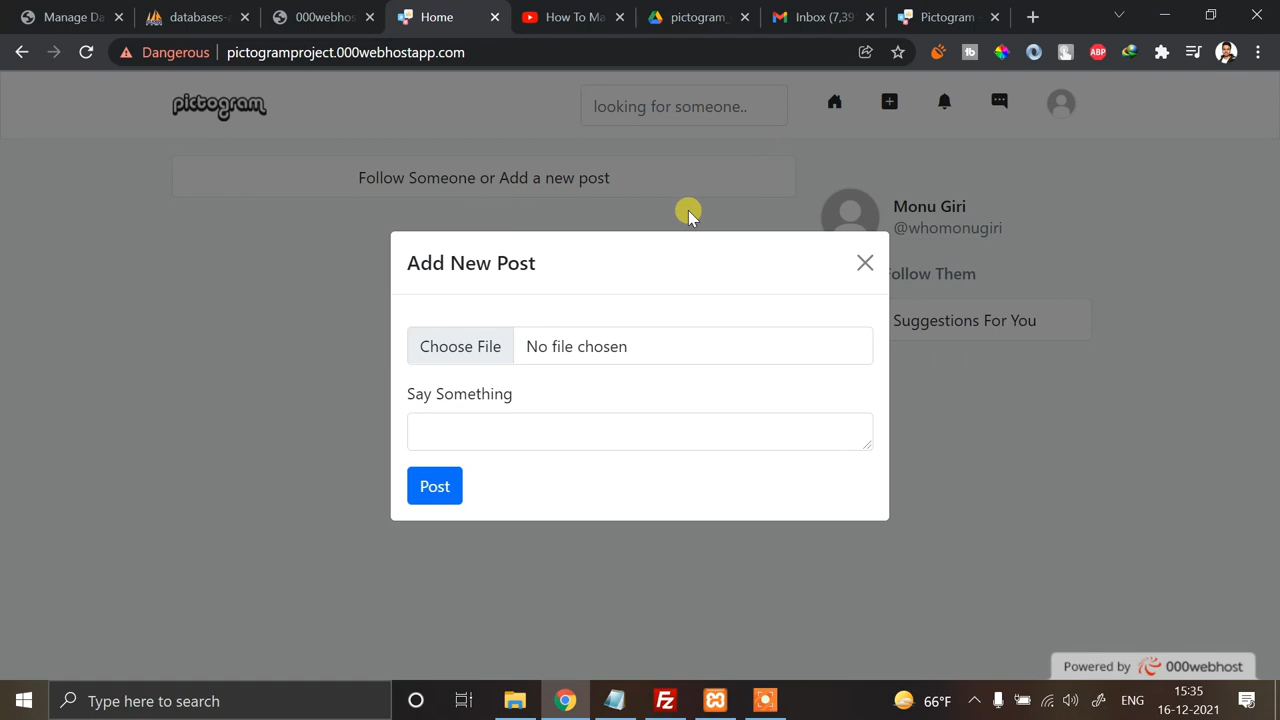 Manage Da
databases-
000webhos
Home
How To Ma
pictogram_
Inbox (7,39
Pictogram
Dangerous
pictogramproject.000webhostapp.com
pictogram
looking for someone..
Follow Someone or Add a new post
Monu Giri
@whomonugiri
ollow Them
Suggestions For You
Add New Post
Choose File
No file chosen
Say Something
Post
Powered by 000webhost
Type here to search
66°F
ENG
15:35
16-12-2021